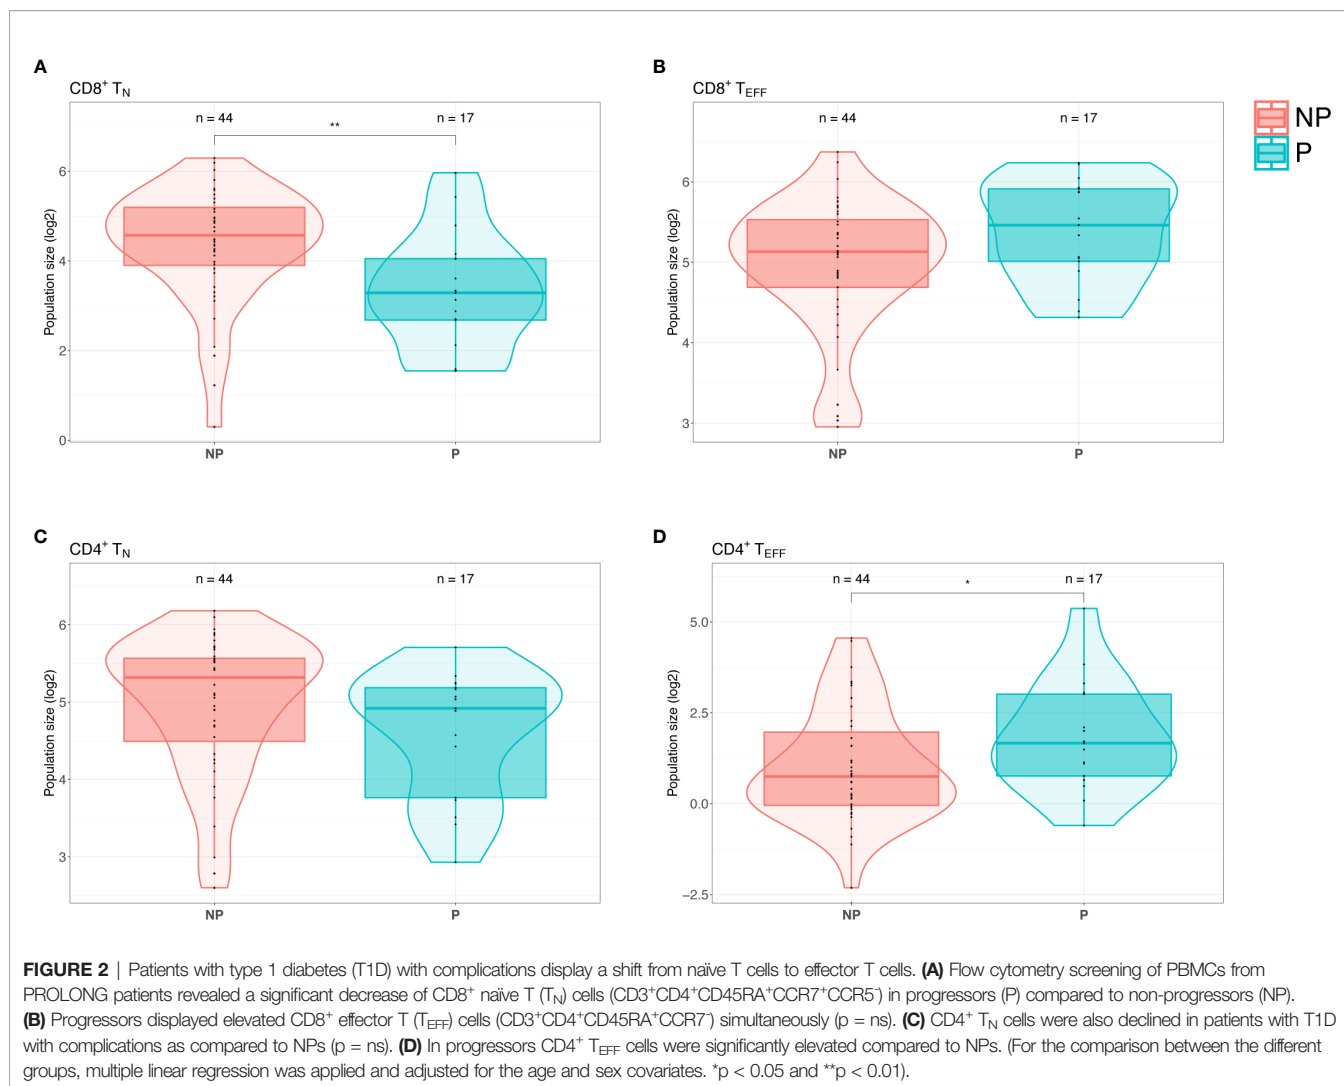 A
CD8⁺ T_N
n = 44
n = 17
**
Population size (log2)
6
4
2
0
NP
P
B
CD8⁺ T_EFF
n = 44
n = 17
Population size (log2)
6
5
4
3
NP
P
NP
P
C
CD4⁺ T_N
n = 44
n = 17
Population size (log2)
6
5
4
3
NP
P
D
CD4⁺ T_EFF
n = 44
*
n = 17
Population size (log2)
5.0
2.5
0.0
−2.5
NP
P
FIGURE 2 | Patients with type 1 diabetes (T1D) with complications display a shift from naïve T cells to effector T cells. (A) Flow cytometry screening of PBMCs from
PROLONG patients revealed a significant decrease of CD8⁺ naïve T (T_N) cells (CD3⁺CD4⁺CD45RA⁺CCR7⁺CCR5⁻) in progressors (P) compared to non-progressors (NP).
(B) Progressors displayed elevated CD8⁺ effector T (T_EFF) cells (CD3⁺CD4⁺CD45RA⁺CCR7⁻) simultaneously (p = ns). (C) CD4⁺ T_N cells were also declined in patients with T1D
with complications as compared to NPs (p = ns). (D) In progressors CD4⁺ T_EFF cells were significantly elevated compared to NPs. (For the comparison between the different
groups, multiple linear regression was applied and adjusted for the age and sex covariates. *p < 0.05 and **p < 0.01).